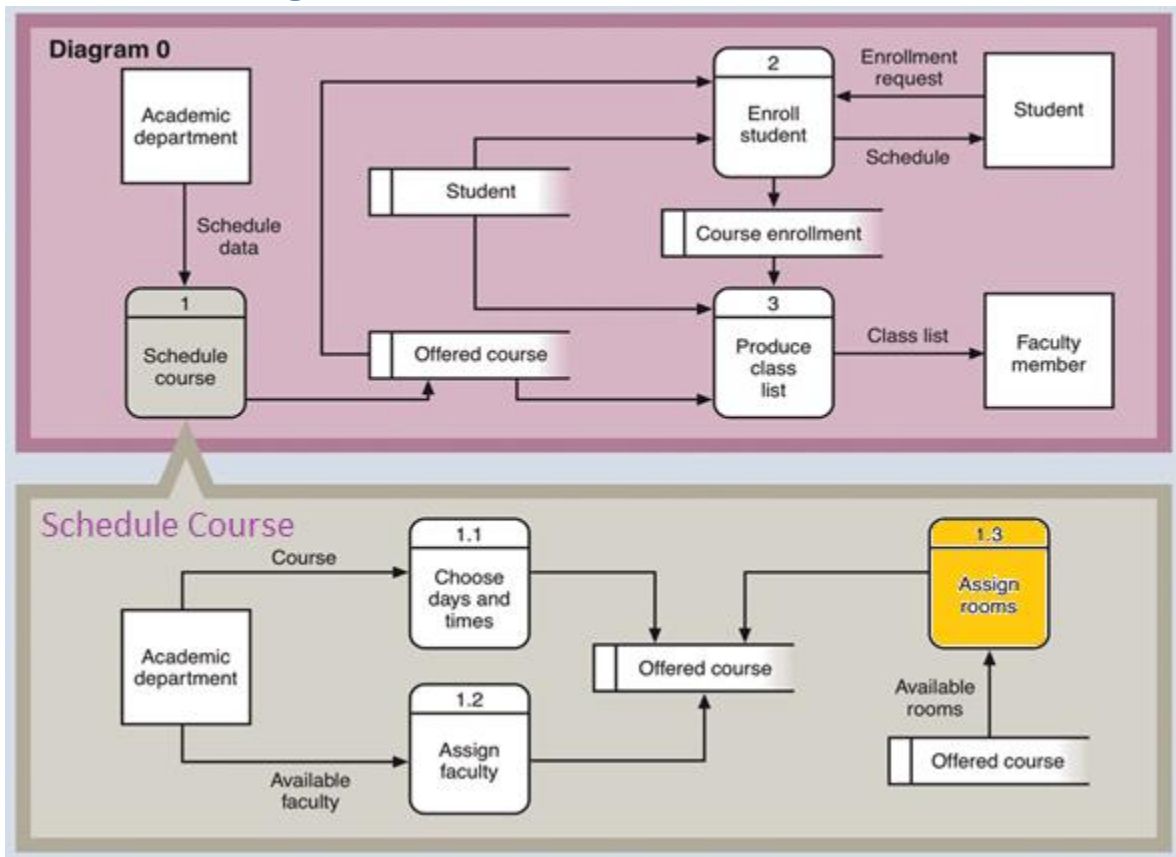 Diagram 0
Academic
department
Schedule
data
1
Schedule
course
Student
Offered course
2
Enroll
student
Enrollment
request
Schedule
Student
Course enrollment
3
Produce
class
list
Class list
Faculty
member
Schedule Course
Academic
department
Course
1.1
Choose
days and
times
Available
faculty
1.2
Assign
faculty
Offered course
1.3
Assign
rooms
Available
rooms
Offered course